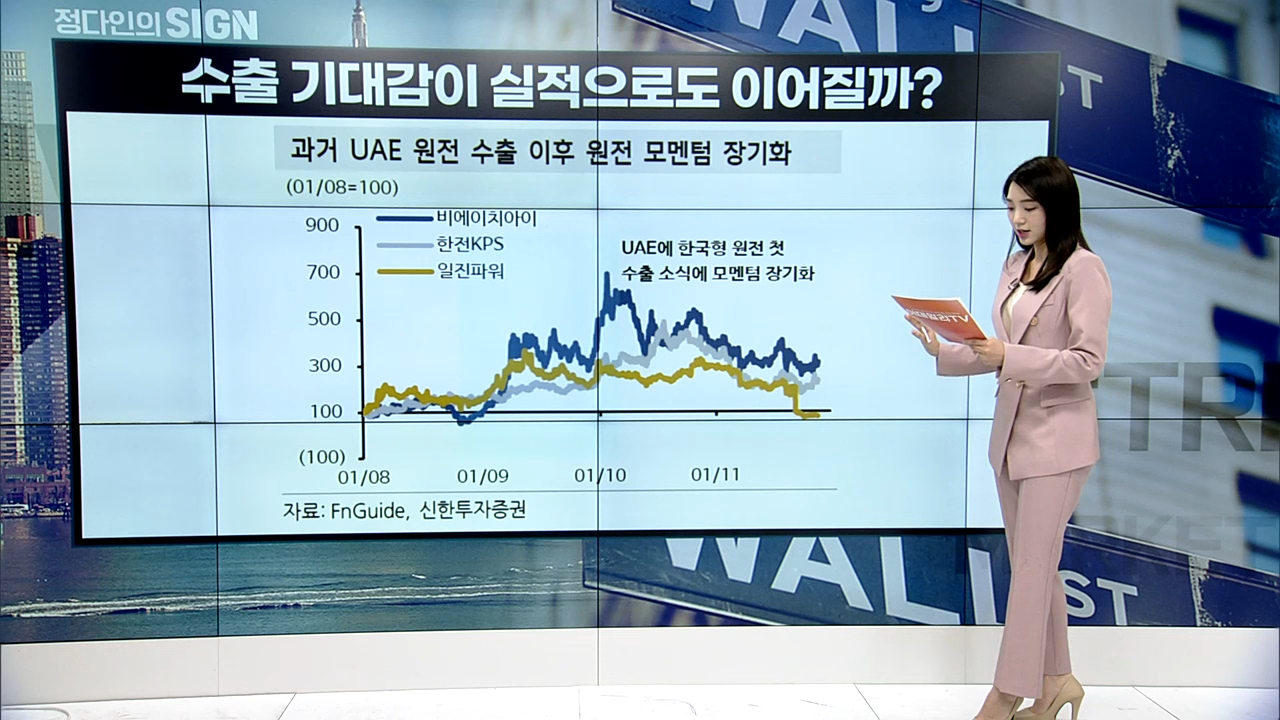 정다인의 SIGN
WALL
ST
수출 기대감이 실적으로도 이어질까?
과거 UAE 원전 수출 이후 원전 모멘텀 장기화
(01/08=100)
비에이치아이
한전KPS
일진파워
UAE에 한국형 원전 첫
수출 소식에 모멘텀 장기화
900
700
500
300
100
(100)
01/08 01/09 01/10 01/11
자료: FnGuide, 신한투자증권
WALL ST